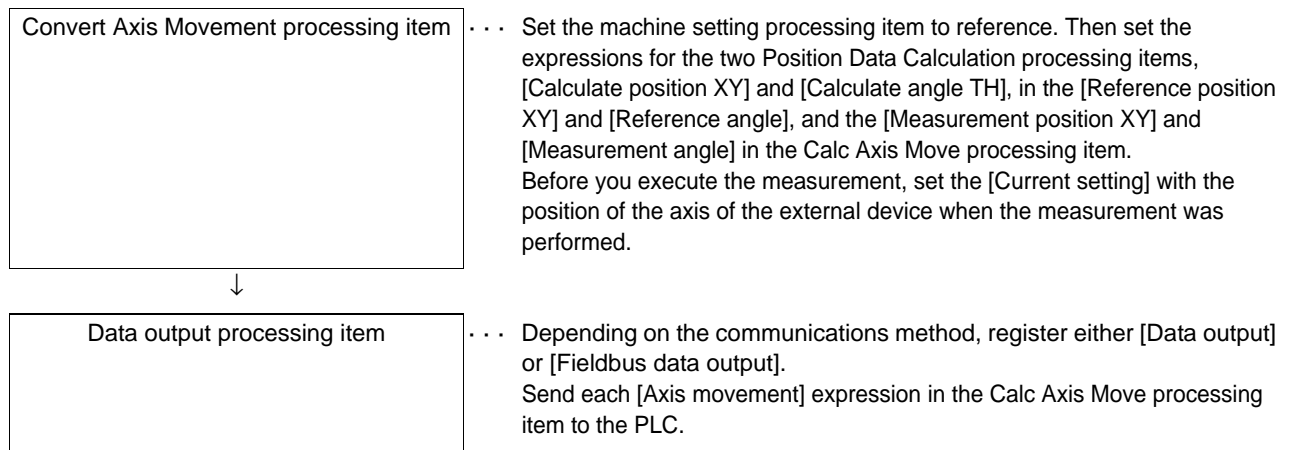 Convert Axis Movement processing item
··· Set the machine setting processing item to reference. Then set the
expressions for the two Position Data Calculation processing items,
[Calculate position XY] and [Calculate angle TH], in the [Reference position
XY] and [Reference angle], and the [Measurement position XY] and
[Measurement angle] in the Calc Axis Move processing item.
Before you execute the measurement, set the [Current setting] with the
position of the axis of the external device when the measurement was
performed.
↓
Data output processing item
··· Depending on the communications method, register either [Data output]
or [Fieldbus data output].
Send each [Axis movement] expression in the Calc Axis Move processing
item to the PLC.